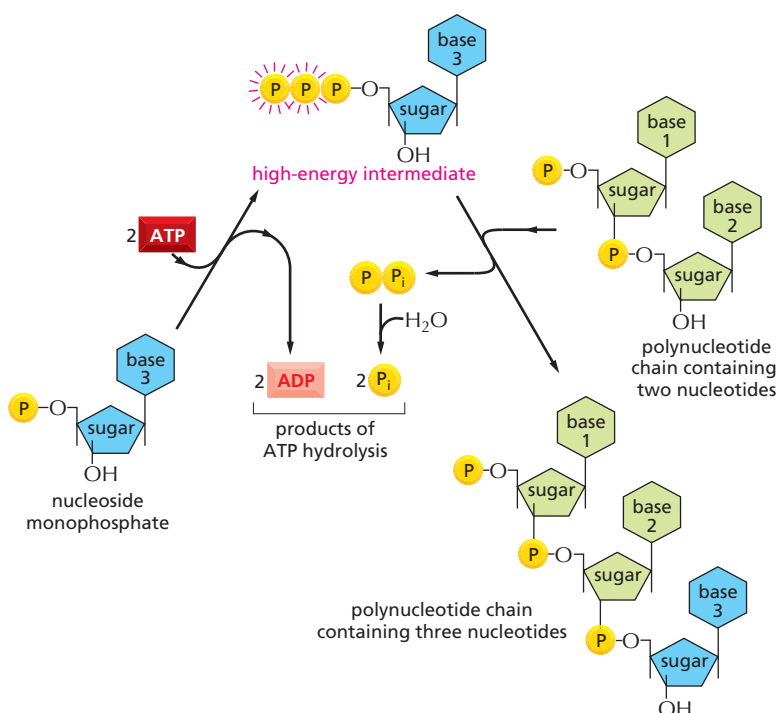 base
3
P P P O
sugar
OH
high-energy intermediate
base
1
P O
sugar
base
2
P O
sugar
OH
polynucleotide
chain containing
two nucleotides
2 ATP
P Pi
H2O
2 ADP
2 Pi
products of
ATP hydrolysis
base
3
P O
sugar
OH
nucleoside
monophosphate
base
1
P O
sugar
base
2
P O
sugar
base
3
P O
sugar
OH
polynucleotide chain
containing three nucleotides